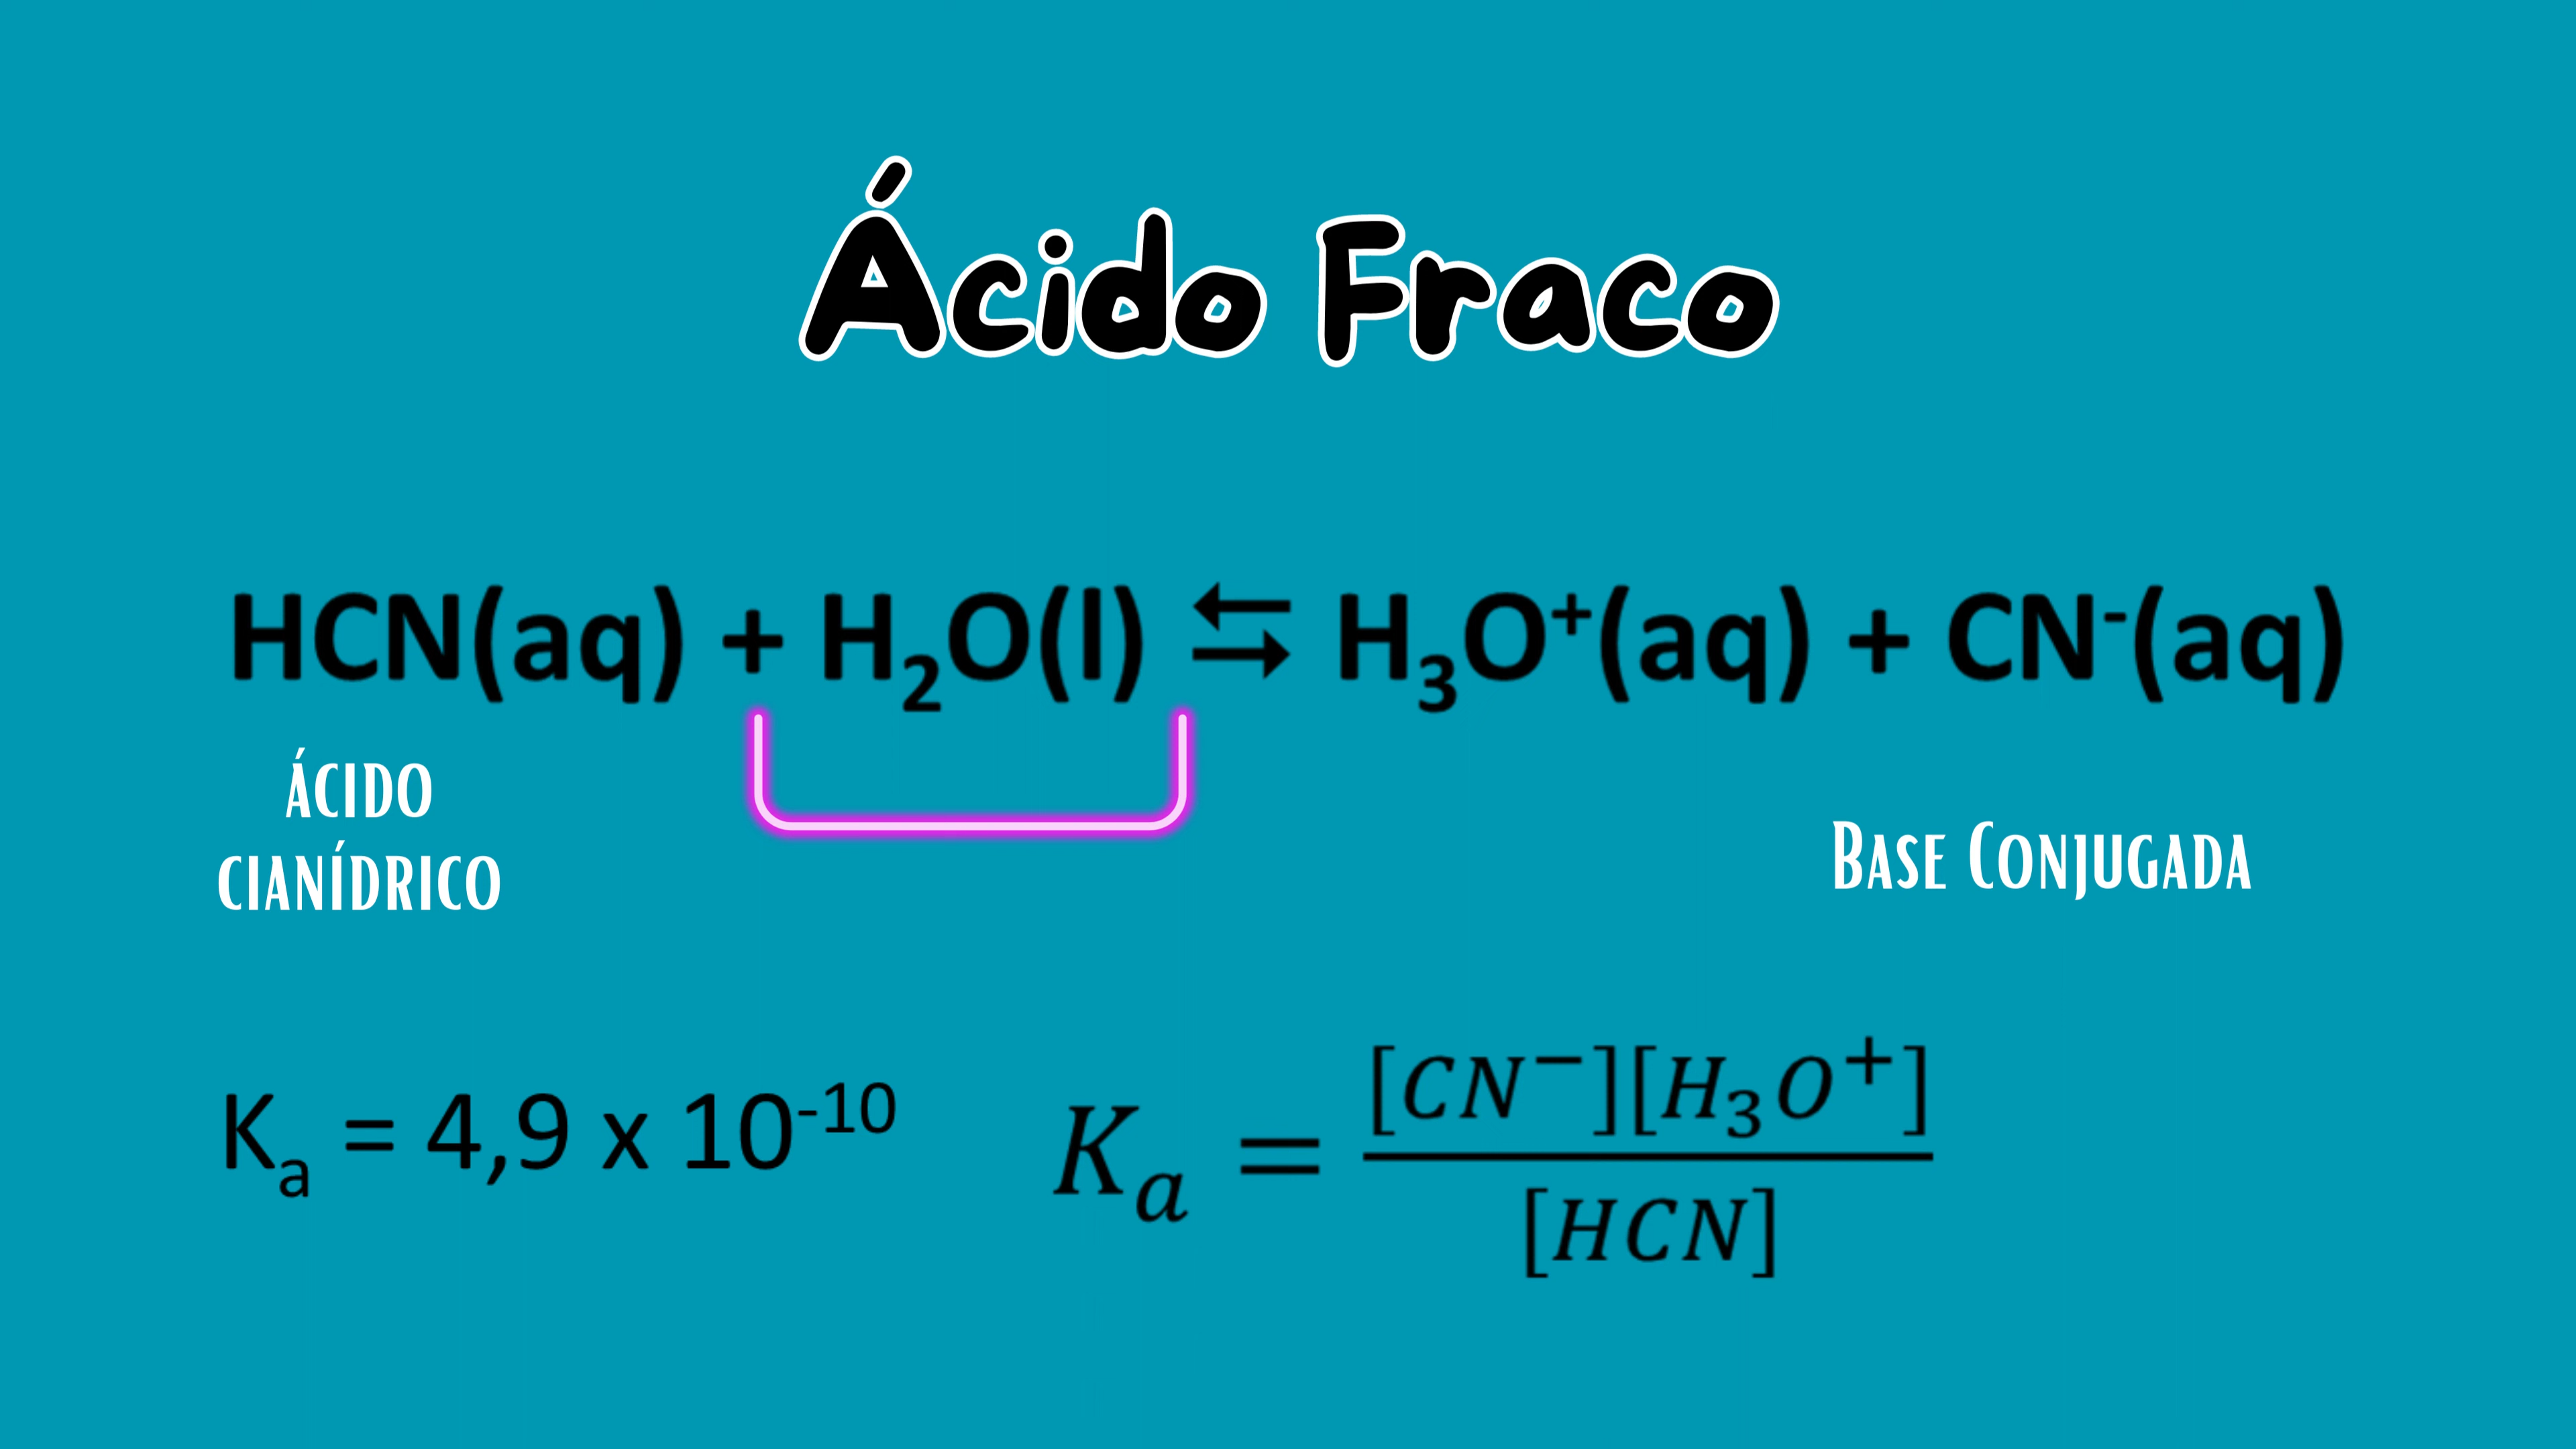 Ácido Fraco
HCN(aq) + H₂O(l) ⇆ H₃O⁺(aq) + CN⁻(aq)
ÁCIDO
CIANÍDRICO
BASE CONJUGADA
Kₐ = 4,9 x 10⁻¹⁰
Kₐ = [CN⁻][H₃O⁺] / [HCN]